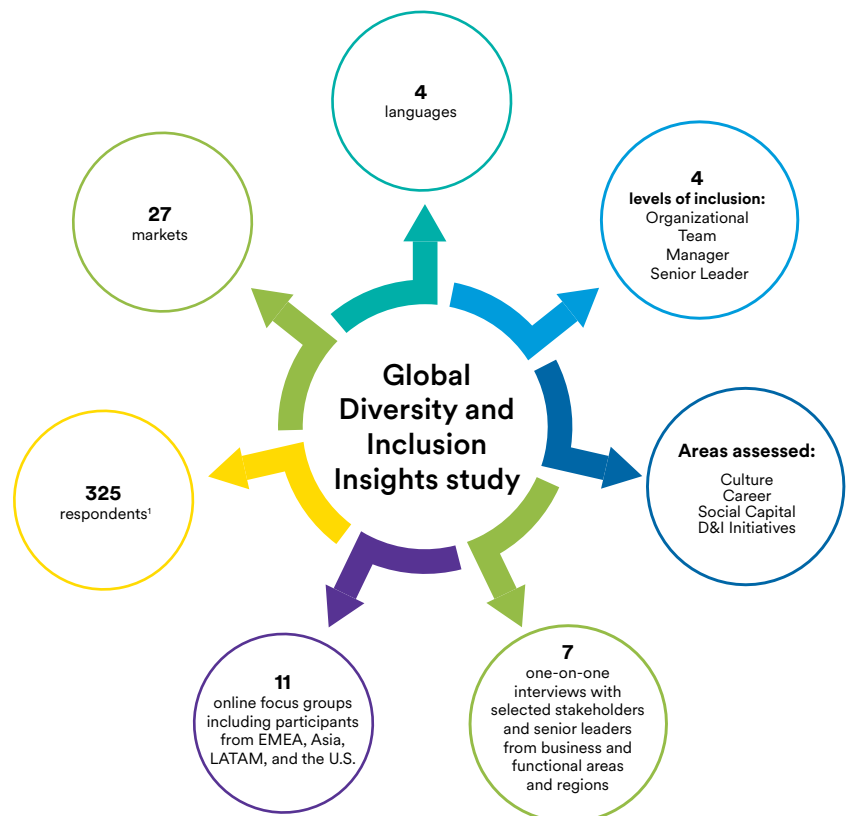 4
languages
4
levels of inclusion:
Organizational
Team
Manager
Senior Leader
27
markets
Global
Diversity and
Inclusion
Insights study
Areas assessed:
Culture
Career
Social Capital
D&I Initiatives
325
respondents¹
11
online focus groups
including participants
from EMEA, Asia,
LATAM, and the U.S.
7
one-on-one
interviews with
selected stakeholders
and senior leaders
from business and
functional areas
and regions